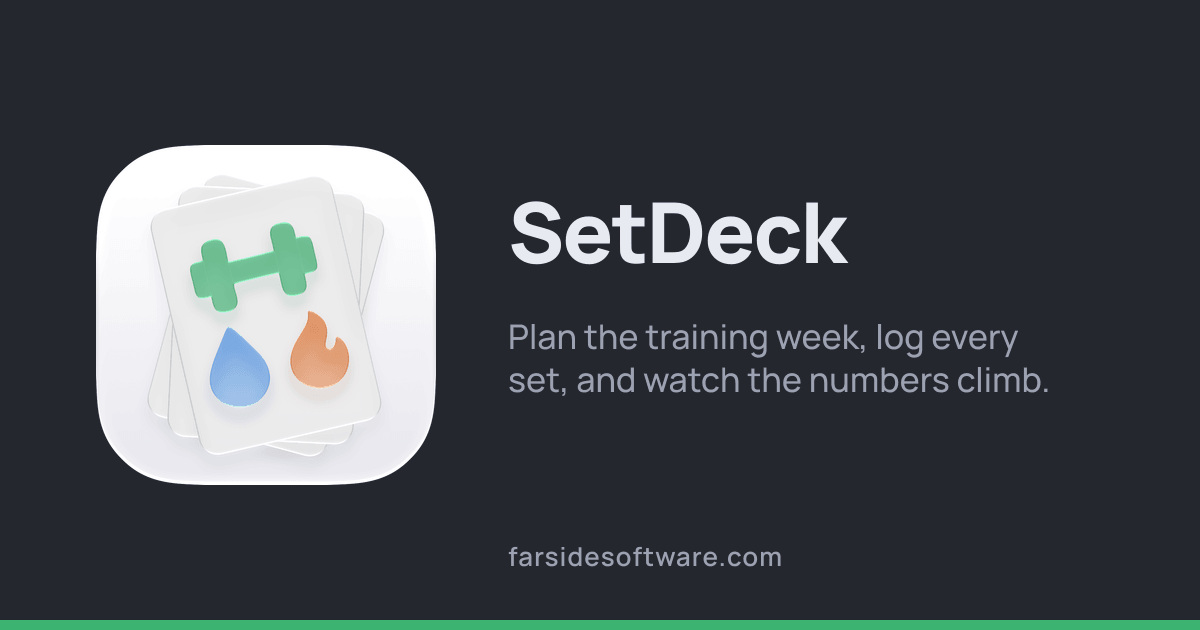 SetDeck
Plan the training week, log every
set, and watch the numbers climb.
farsidesoftware.com